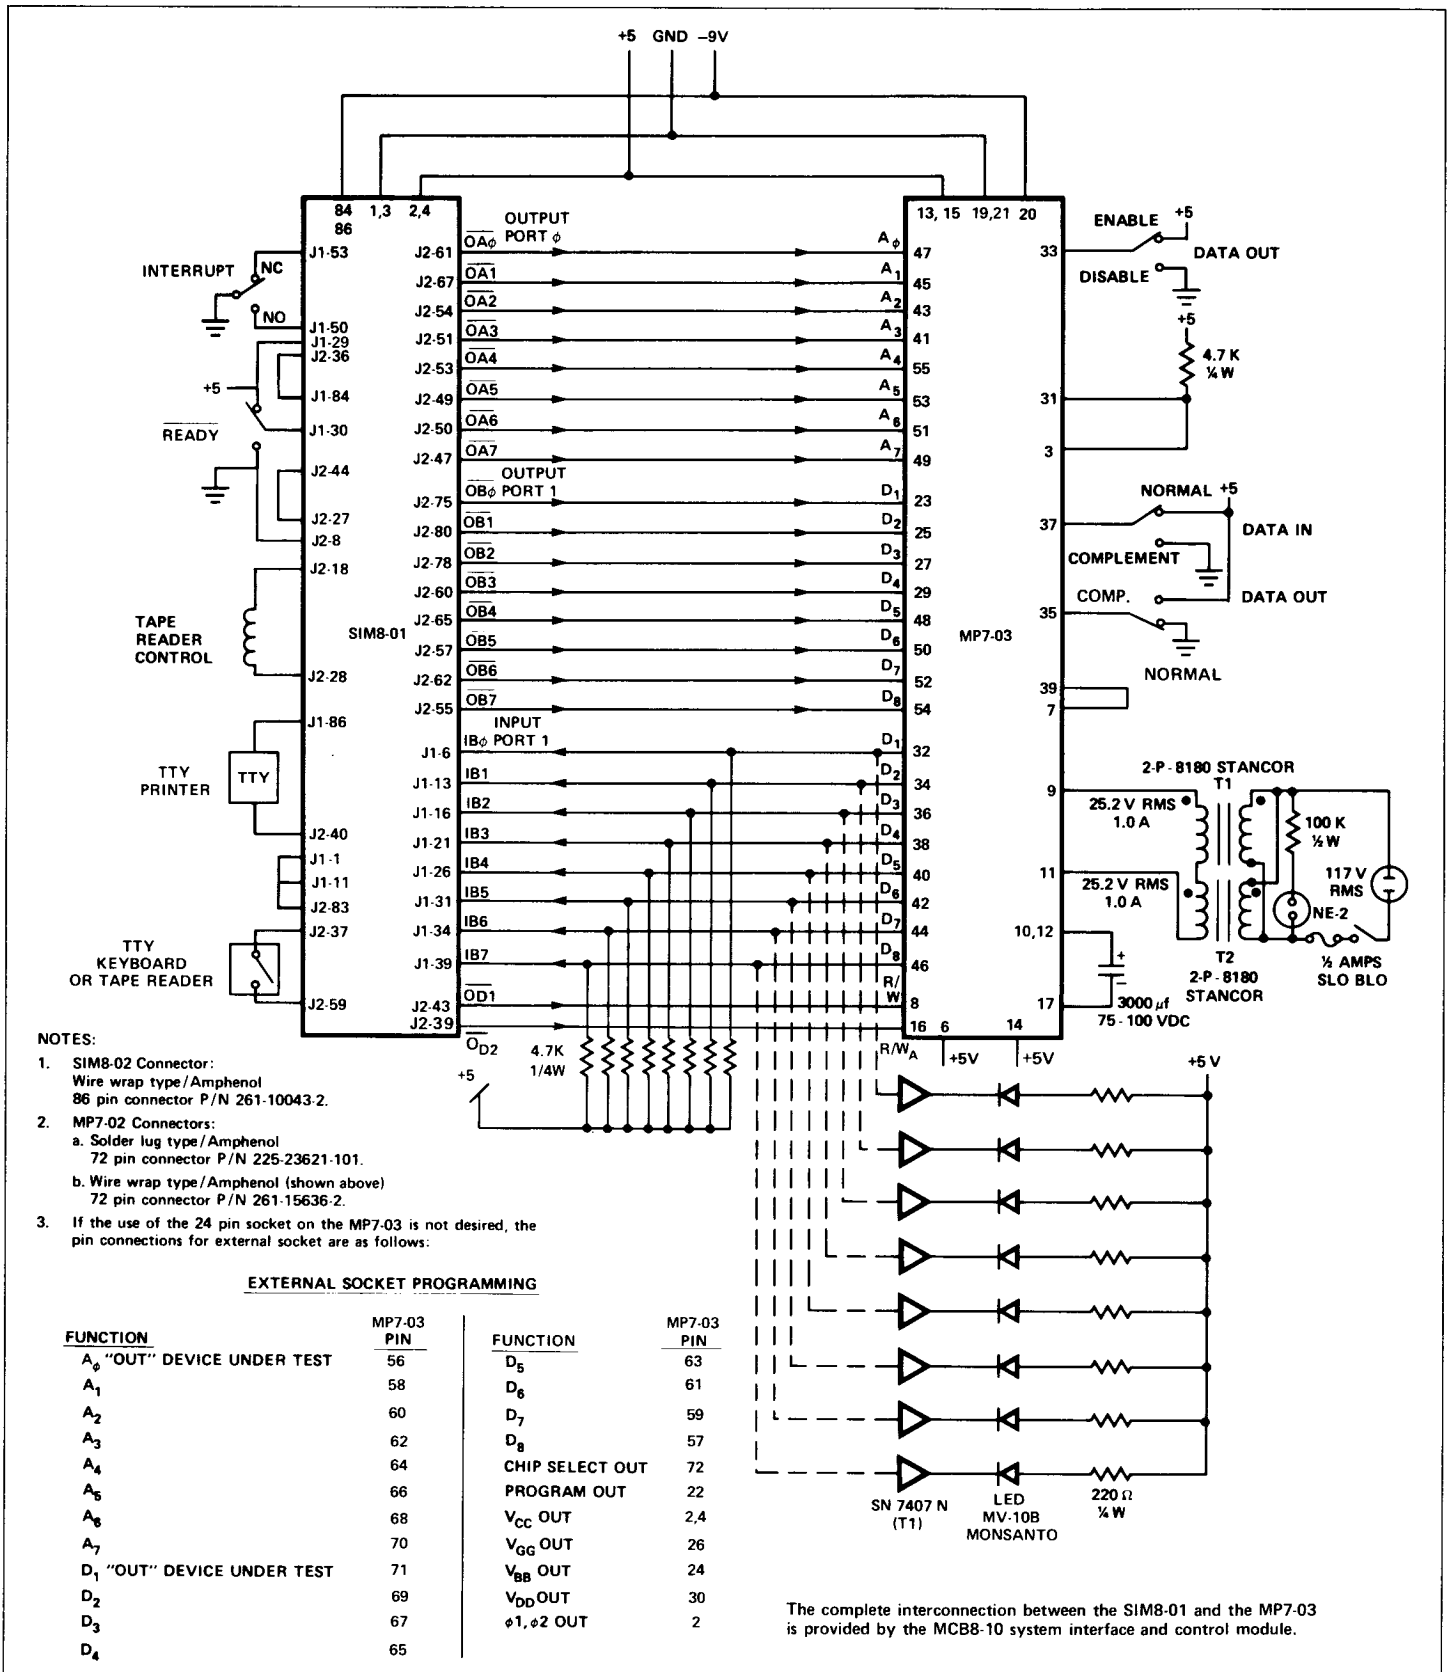 +5 GND −9V
84 1,3 2,4
86
13, 15 19,21 20
OUTPUT
PORT φ
J1-53
INTERRUPT
NC
NO
J1-50
J1-29
J2-36
+5
J1-84
READY
J1-30
J2-44
J2-27
J2-8
J2-18
TAPE
READER
CONTROL
SIM8-01
J2-28
J1-86
TTY
PRINTER
TTY
J2-40
J1-1
J1-11
J2-83
J2-37
TTY
KEYBOARD
OR TAPE READER
J2-59
J2-61 OAφ Aφ 47
J2-67 OA1 A1 45
J2-54 OA2 A2 43
J2-51 OA3 A3 41
J2-53 OA4 A4 55
J2-49 OA5 A5 53
J2-50 OA6 A6 51
J2-47 OA7 A7 49
OUTPUT
PORT 1
J2-75 OBφ D1 23
J2-80 OB1 D2 25
J2-78 OB2 D3 27
J2-60 OB3 D4 29
J2-65 OB4 D5 48
J2-57 OB5 D6 50
J2-62 OB6 D7 52
J2-55 OB7 D8 54
INPUT
PORT 1
J1-6 IBφ D1 32
J1-13 IB1 D2 34
J1-16 IB2 D3 36
J1-21 IB3 D4 38
J1-26 IB4 D5 40
J1-31 IB5 D6 42
J1-34 IB6 D7 44
J1-39 IB7 D8 46
J2-43 OD1 R/W 8
J2-39 OD2 R/WA 16
6 14
+5V +5V
4.7K
1/4W
+5
MP7-03
33
ENABLE +5
DATA OUT
DISABLE
+5
4.7 K
¼ W
31
3
NORMAL +5
37
DATA IN
COMPLEMENT
COMP.
DATA OUT
35
NORMAL
39
7
2-P-8180 STANCOR
T1
9
25.2 V RMS
1.0 A
100 K
½ W
117 V
RMS
11
25.2 V RMS
1.0 A
NE-2
T2
2-P-8180
STANCOR
½ AMPS
SLO BLO
10,12
+
−
17
3000 µf
75-100 VDC
+5 V
SN 7407 N
(T1)
LED
MV-10B
MONSANTO
220 Ω
¼ W
NOTES:
1. SIM8-02 Connector:
Wire wrap type/Amphenol
86 pin connector P/N 261-10043-2.
2. MP7-02 Connectors:
a. Solder lug type/Amphenol
72 pin connector P/N 225-23621-101.
b. Wire wrap type/Amphenol (shown above)
72 pin connector P/N 261-15636-2.
3. If the use of the 24 pin socket on the MP7-03 is not desired, the
pin connections for external socket are as follows:
EXTERNAL SOCKET PROGRAMMING
FUNCTION MP7-03 PIN
Aφ "OUT" DEVICE UNDER TEST 56
A1 58
A2 60
A3 62
A4 64
A5 66
A6 68
A7 70
D1 "OUT" DEVICE UNDER TEST 71
D2 69
D3 67
D4 65
FUNCTION MP7-03 PIN
D5 63
D6 61
D7 59
D8 57
CHIP SELECT OUT 72
PROGRAM OUT 22
VCC OUT 2,4
VGG OUT 26
VBB OUT 24
VDD OUT 30
φ1, φ2 OUT 2
The complete interconnection between the SIM8-01 and the MP7-03
is provided by the MCB8-10 system interface and control module.